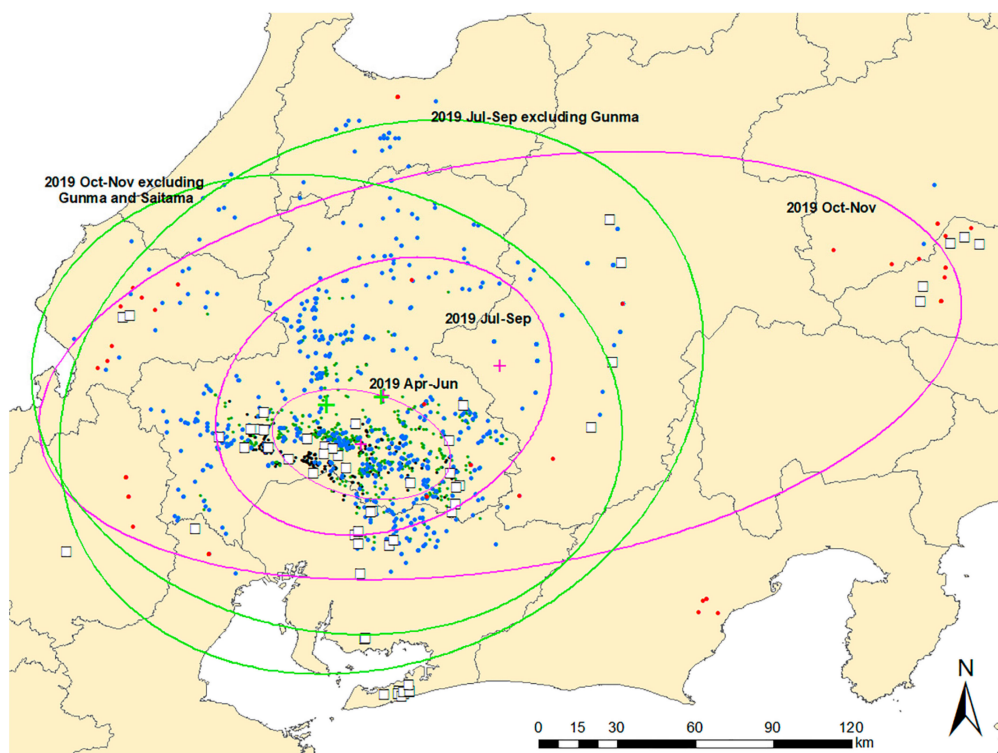 2019 Jul-Sep excluding Gunma
2019 Oct-Nov excluding
Gunma and Saitama
2019 Oct-Nov
2019 Jul-Sep
2019 Apr-Jun
N
0 15 30 60 90 120
km